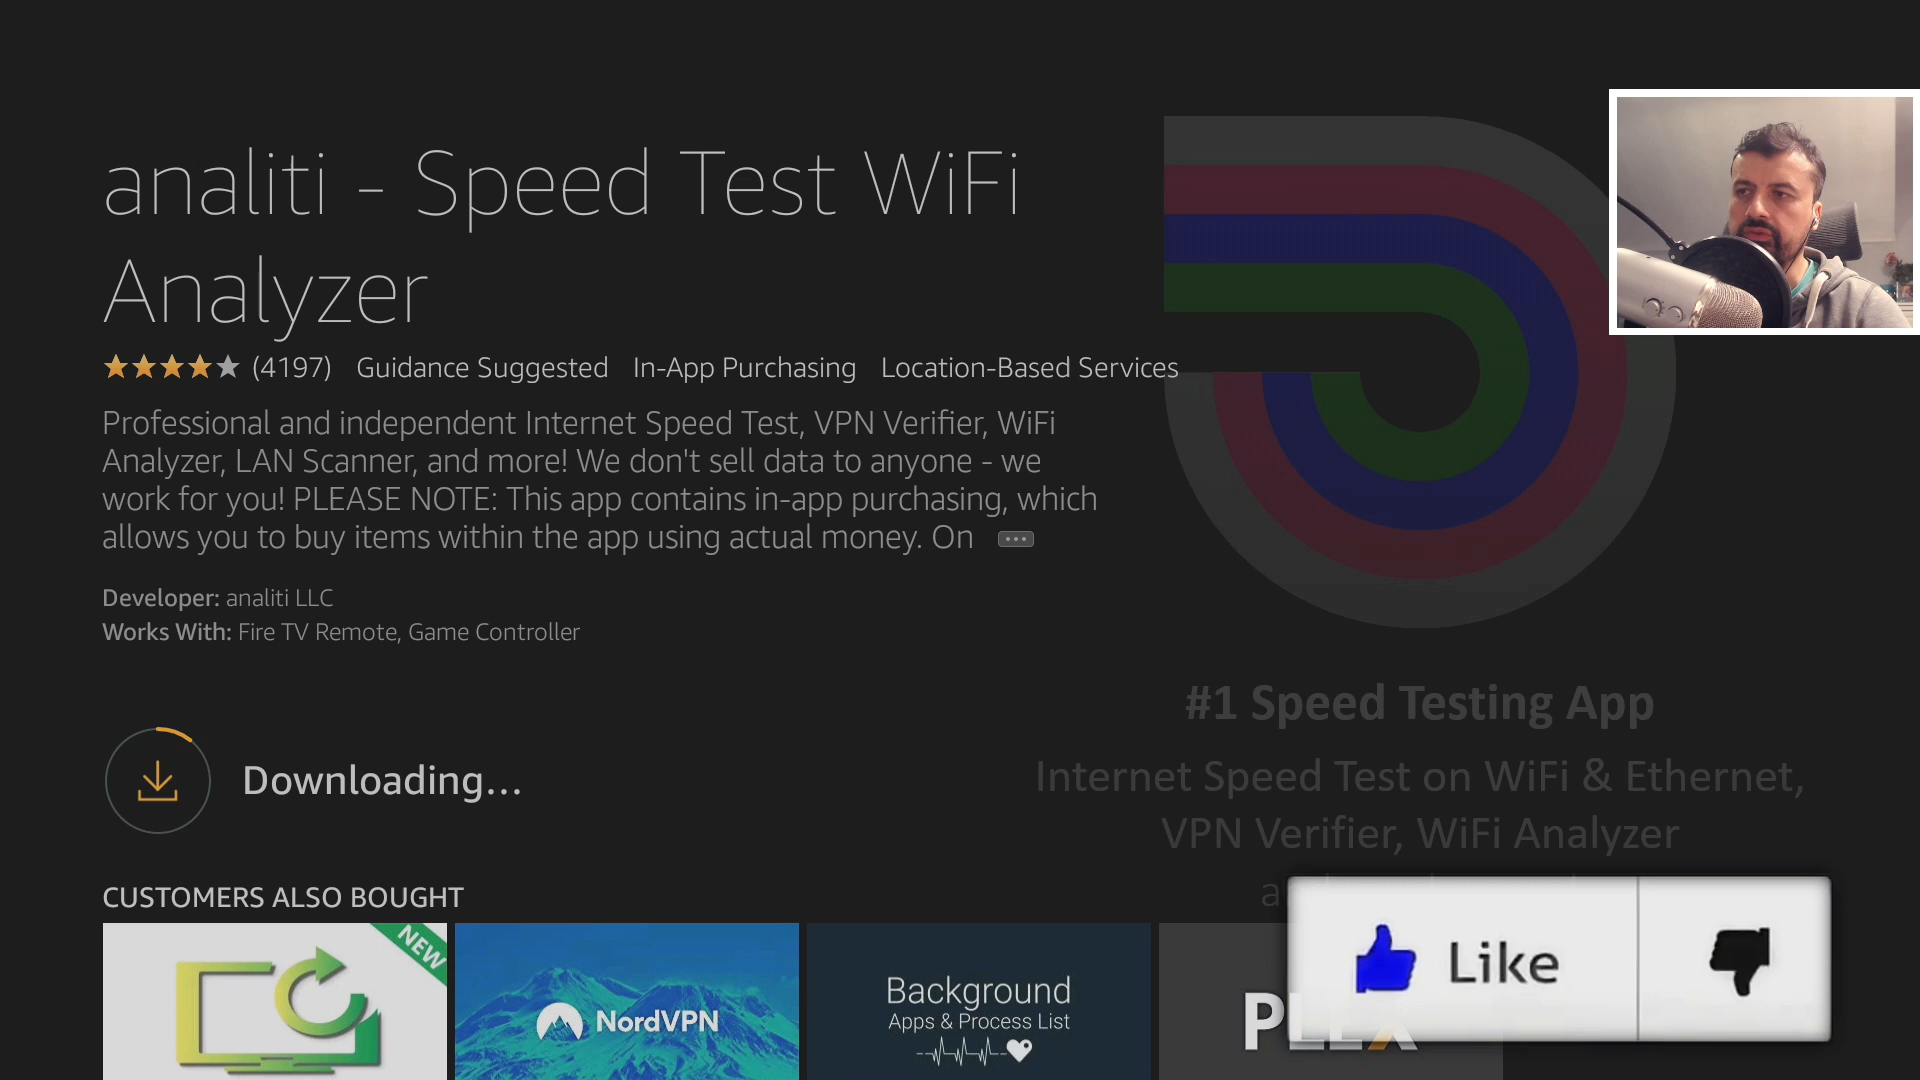 analiti - Speed Test WiFi
Analyzer
(4197) Guidance Suggested In-App Purchasing Location-Based Services
Professional and independent Internet Speed Test, VPN Verifier, WiFi
Analyzer, LAN Scanner, and more! We don't sell data to anyone - we
work for you! PLEASE NOTE: This app contains in-app purchasing, which
allows you to buy items within the app using actual money. On
Developer: analiti LLC
Works With: Fire TV Remote, Game Controller
Downloading...
#1 Speed Testing App
Internet Speed Test on WiFi & Ethernet,
VPN Verifier, WiFi Analyzer
CUSTOMERS ALSO BOUGHT
NEW
NordVPN
Background
Apps & Process List
PLEX
Like